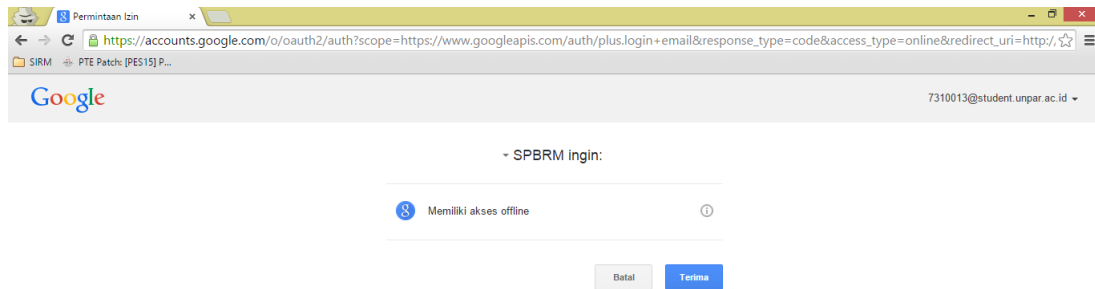 Permintaan Izin
https://accounts.google.com/o/oauth2/auth?scope=https://www.googleapis.com/auth/plus.login+email&response_type=code&access_type=online&redirect_uri=http:/
SIRM PTE Patch: [PES15] P...
Google 7310013@student.unpar.ac.id
SPBRM ingin:
8 Memiliki akses offline
Batal Terima